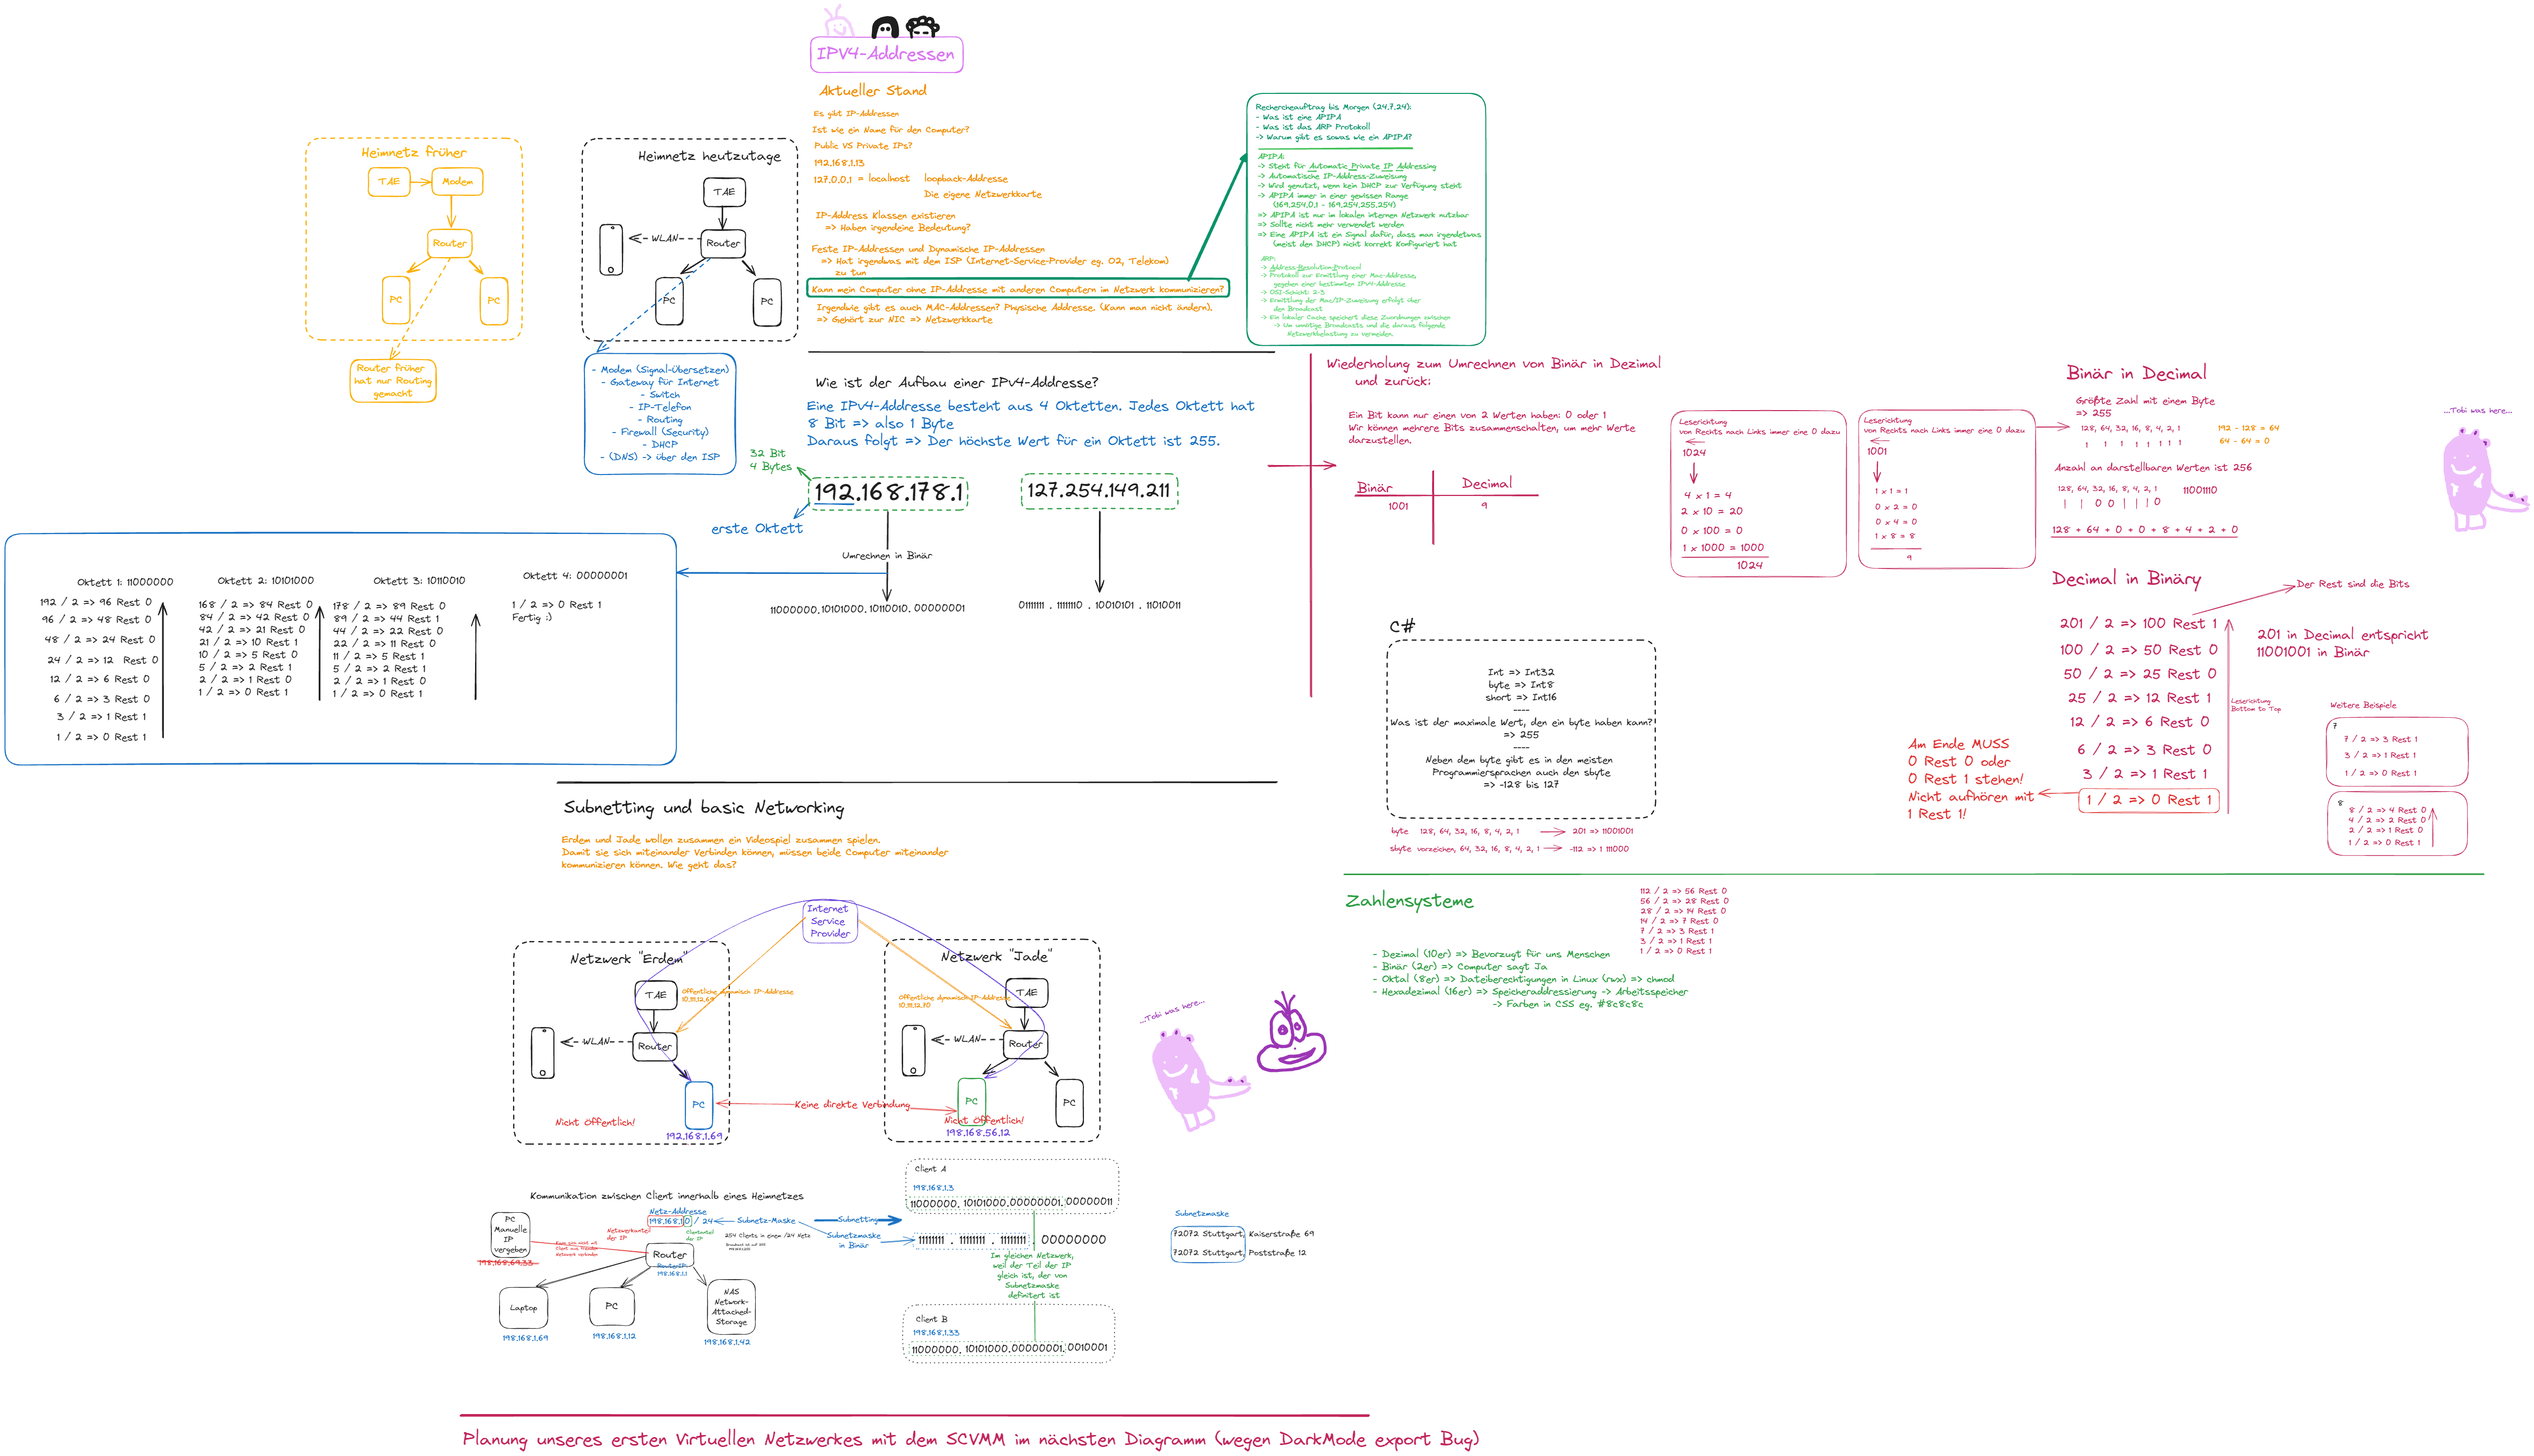 IPV4-Addressen
Aktueller Stand
Es gibt IP-Addressen
Ist wie ein Name für den Computer?
Public VS Private IPs?
192.168.1.13
127.0.0.1 = localhost loopback-Addresse
Die eigene Netzwerkkarte
IP-Address Klassen existieren
=> Haben irgendeine Bedeutung?
Feste IP-Addressen und Dynamische IP-Addressen
=> Hat irgendwas mit dem ISP (Internet-Service-Provider eg. O2, Telekom)
zu tun
Kann mein Computer ohne IP-Addresse mit anderen Computern im Netzwerk kommunizieren?
Irgendwie gibt es auch MAC-Addressen? Physische Addresse. (Kann man nicht ändern).
=> Gehört zur NIC => Netzwerkkarte
Heimnetz früher
TAE
Modem
Router
PC
PC
Router früher
hat nur Routing
gemacht
Heimnetz heutzutage
TAE
WLAN
Router
PC
PC
- Modem (Signal-Übersetzen)
- Gateway für Internet
- Switch
- IP-Telefon
- Routing
- Firewall (Security)
- DHCP
- (DNS) -> über den ISP
Rechercheauftrag bis Morgen (24.7.24):
- Was ist eine APIPA
- Was ist das ARP Protokoll
-> Warum gibt es sowas wie ein APIPA?
APIPA:
-> Steht für Automatic Private IP Addressing
-> Automatische IP-Address-Zuweisung
-> Wird genutzt, wenn kein DHCP zur Verfügung steht
-> APIPA immer in einer gewissen Range
(169.254.0.1 - 169.254.255.254)
=> APIPA ist nur im lokalen internen Netzwerk nutzbar
=> Sollte nicht mehr verwendet werden
=> Eine APIPA ist ein Signal dafür, dass man irgendetwas
(meist den DHCP) nicht korrekt Konfiguriert hat
ARP:
-> Address-Resolution-Protocol
-> Protokoll zur Ermittlung einer Mac-Addresse,
gegeben einer bestimmten IPV4-Addresse
-> OSI-Schicht: 2-3
-> Ermittlung der Mac/IP-Zuweisung erfolgt über
den Broadcast
-> Ein lokaler Cache speichert diese Zuordnungen zwischen
-> Um unnötige Broadcasts und die daraus folgende
Netzwerkbelastung zu vermeiden.
Wie ist der Aufbau einer IPv4-Addresse?
Eine IPv4-Addresse besteht aus 4 Oktetten. Jedes Oktett hat
8 Bit => also 1 Byte
Daraus folgt => Der höchste Wert für ein Oktett ist 255.
32 Bit
4 Bytes
192.168.178.1
127.254.149.211
erste Oktett
Umrechnen in Binär
11000000.10101000.10110010.00000001
01111111 . 11111110 . 10010101 . 11010011
Oktett 1: 11000000
192 / 2 => 96 Rest 0
96 / 2 => 48 Rest 0
48 / 2 => 24 Rest 0
24 / 2 => 12 Rest 0
12 / 2 => 6 Rest 0
6 / 2 => 3 Rest 0
3 / 2 => 1 Rest 1
1 / 2 => 0 Rest 1
Oktett 2: 10101000
168 / 2 => 84 Rest 0
84 / 2 => 42 Rest 0
42 / 2 => 21 Rest 0
21 / 2 => 10 Rest 1
10 / 2 => 5 Rest 0
5 / 2 => 2 Rest 1
2 / 2 => 1 Rest 0
1 / 2 => 0 Rest 1
Oktett 3: 10110010
178 / 2 => 89 Rest 0
89 / 2 => 44 Rest 1
44 / 2 => 22 Rest 0
22 / 2 => 11 Rest 0
11 / 2 => 5 Rest 1
5 / 2 => 2 Rest 1
2 / 2 => 1 Rest 0
1 / 2 => 0 Rest 1
Oktett 4: 00000001
1 / 2 => 0 Rest 1
Fertig :)
Wiederholung zum Umrechnen von Binär in Dezimal
und zurück:
Ein Bit kann nur einen von 2 Werten haben: 0 oder 1
Wir können mehrere Bits zusammenschalten, um mehr Werte
darzustellen.
Binär
Decimal
1001
9
Leserichtung
von Rechts nach Links immer eine 0 dazu
1024
4 x 1 = 4
2 x 10 = 20
0 x 100 = 0
1 x 1000 = 1000
1024
Leserichtung
von Rechts nach Links immer eine 0 dazu
1001
1 x 1 = 1
0 x 2 = 0
0 x 4 = 0
1 x 8 = 8
9
Binär in Decimal
Größte Zahl mit einem Byte
=> 255
128, 64, 32, 16, 8, 4, 2, 1
1 1 1 1 1 1 1 1
192 - 128 = 64
64 - 64 = 0
Anzahl an darstellbaren Werten ist 256
128, 64, 32, 16, 8, 4, 2, 1
11001110
| | 0 0 | | | 0
128 + 64 + 0 + 0 + 8 + 4 + 2 + 0
...Tobi was here...
Decimal in Binäry
Der Rest sind die Bits
201 / 2 => 100 Rest 1
100 / 2 => 50 Rest 0
50 / 2 => 25 Rest 0
25 / 2 => 12 Rest 1
12 / 2 => 6 Rest 0
6 / 2 => 3 Rest 0
3 / 2 => 1 Rest 1
1 / 2 => 0 Rest 1
201 in Decimal entspricht
11001001 in Binär
Leserichtung
Bottom to Top
Am Ende MUSS
0 Rest 0 oder
0 Rest 1 stehen!
Nicht aufhören mit
1 Rest 1!
Weitere Beispiele
7
7 / 2 => 3 Rest 1
3 / 2 => 1 Rest 1
1 / 2 => 0 Rest 1
8
8 / 2 => 4 Rest 0
4 / 2 => 2 Rest 0
2 / 2 => 1 Rest 0
1 / 2 => 0 Rest 1
C#
Int => Int32
byte => Int8
short => Int16
----
Was ist der maximale Wert, den ein byte haben kann?
=> 255
----
Neben dem byte gibt es in den meisten
Programmiersprachen auch den sbyte
=> -128 bis 127
byte 128, 64, 32, 16, 8, 4, 2, 1 201 => 11001001
sbyte vorzeichen, 64, 32, 16, 8, 4, 2, 1 -112 => 1 111000
Zahlensysteme
112 / 2 => 56 Rest 0
56 / 2 => 28 Rest 0
28 / 2 => 14 Rest 0
14 / 2 => 7 Rest 0
7 / 2 => 3 Rest 1
3 / 2 => 1 Rest 1
1 / 2 => 0 Rest 1
- Dezimal (10er) => Bevorzugt für uns Menschen
- Binär (2er) => Computer sagt Ja
- Oktal (8er) => Dateiberechtigungen in Linux (rwx) => chmod
- Hexadezimal (16er) => Speicheraddressierung -> Arbeitsspeicher
-> Farben in CSS eg. #8c8c8c
Subnetting und basic Networking
Erdem und Jade wollen zusammen ein Videospiel zusammen spielen.
Damit sie sich miteinander Verbinden können, müssen beide Computer miteinander
kommunizieren können. Wie geht das?
Internet
Service
Provider
Netzwerk "Erdem"
TAE
Öffentliche dynamisch IP-Addresse
10.111.12.69
WLAN
Router
PC
Nicht Öffentlich!
192.168.1.69
Keine direkte Verbindung
Netzwerk "Jade"
TAE
Öffentliche dynamisch IP-Addresse
10.111.12.70
WLAN
Router
PC
PC
Nicht Öffentlich!
198.168.56.12
...Tobi was here...
Kommunikation zwischen Client innerhalb eines Heimnetzes
PC
Manuelle
IP
vergeben
198.168.69.33
Netz-Addresse
198.168.1.0 / 24
Subnetz-Maske
Netzwerkanteil
der IP
Clientanteil
der IP
254 Clients in einem /24 Netz
Router
RouterIP:
198.168.1.1
Laptop
198.168.1.69
PC
198.168.1.12
NAS
Network-
Attached-
Storage
198.168.1.42
Subnetting
Subnetzmaske
in Binär
Client A
198.168.1.3
11000000. 10101000.00000001. 00000011
11111111 . 11111111 . 11111111 . 00000000
Im gleichen Netzwerk,
weil der Teil der IP
gleich ist, der von
Subnetzmaske
definiert ist
Client B
198.168.1.33
11000000. 10101000.00000001. 0010001
Subnetzmaske
72072 Stuttgart, Kaiserstraße 69
72072 Stuttgart, Poststraße 12
Planung unseres ersten Virtuellen Netzwerkes mit dem SCVMM im nächsten Diagramm (wegen DarkMode export Bug)